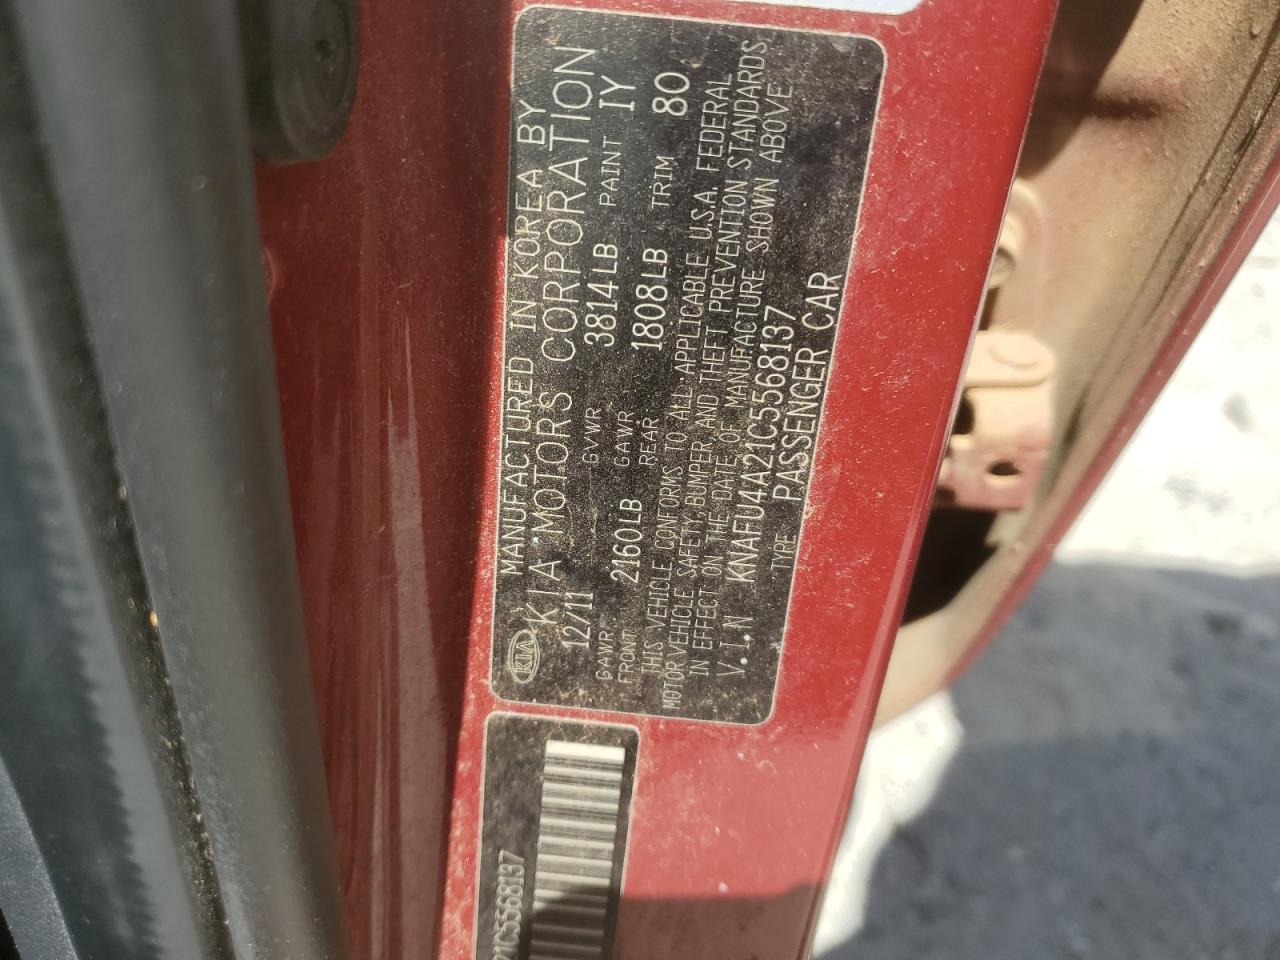 MANUFACTURED IN KOREA BY
KIA KIA MOTORS CORPORATION
12/11 GVWR 3814LB PAINT IY
GAWR FRONT 2160LB GAWR REAR 1808LB TRIM 80
THIS VEHICLE CONFORMS TO ALL APPLICABLE U.S.A. FEDERAL
MOTOR VEHICLE SAFETY, BUMPER, AND THEFT PREVENTION STANDARDS
IN EFFECT ON THE DATE OF MANUFACTURE SHOWN ABOVE
V.I.N KNAFU4A21C5568137
TYPE PASSENGER CAR
21C5568137